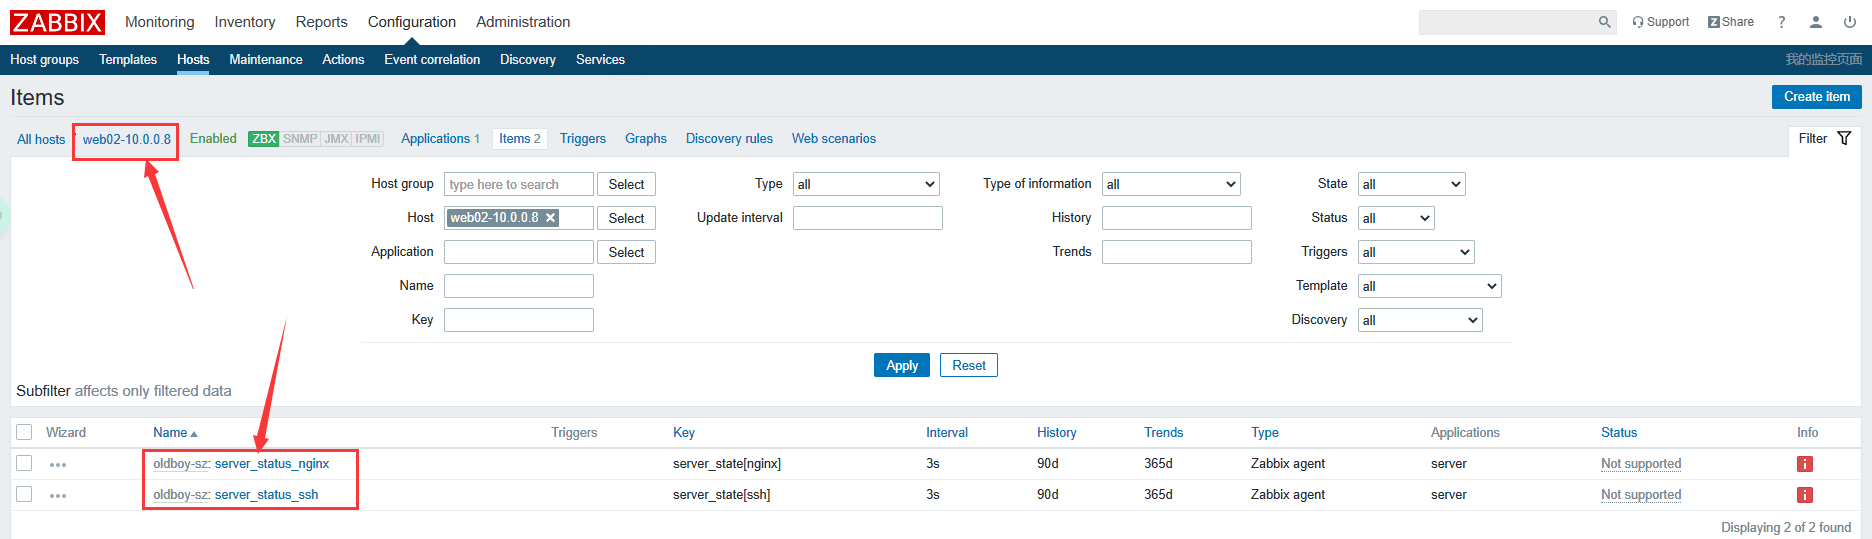 ZABBIX Monitoring Inventory Reports Configuration Administration Support Z Share ?
Host groups Templates Hosts Maintenance Actions Event correlation Discovery Services 我的监控页面
Items Create item
All hosts / web02-10.0.0.8 Enabled ZBX SNMP JMX IPMI Applications 1 Items 2 Triggers Graphs Discovery rules Web scenarios Filter
Host group type here to search Select Type all Type of information all State all
Host web02-10.0.0.8 Select Update interval History Status all
Application Select Trends Triggers all
Name Template all
Key Discovery all
Apply Reset
Subfilter affects only filtered data
Wizard Name Triggers Key Interval History Trends Type Applications Status Info
oldboy-sz: server_status_nginx server_state[nginx] 3s 90d 365d Zabbix agent server Not supported i
oldboy-sz: server_status_ssh server_state[ssh] 3s 90d 365d Zabbix agent server Not supported i
Displaying 2 of 2 found